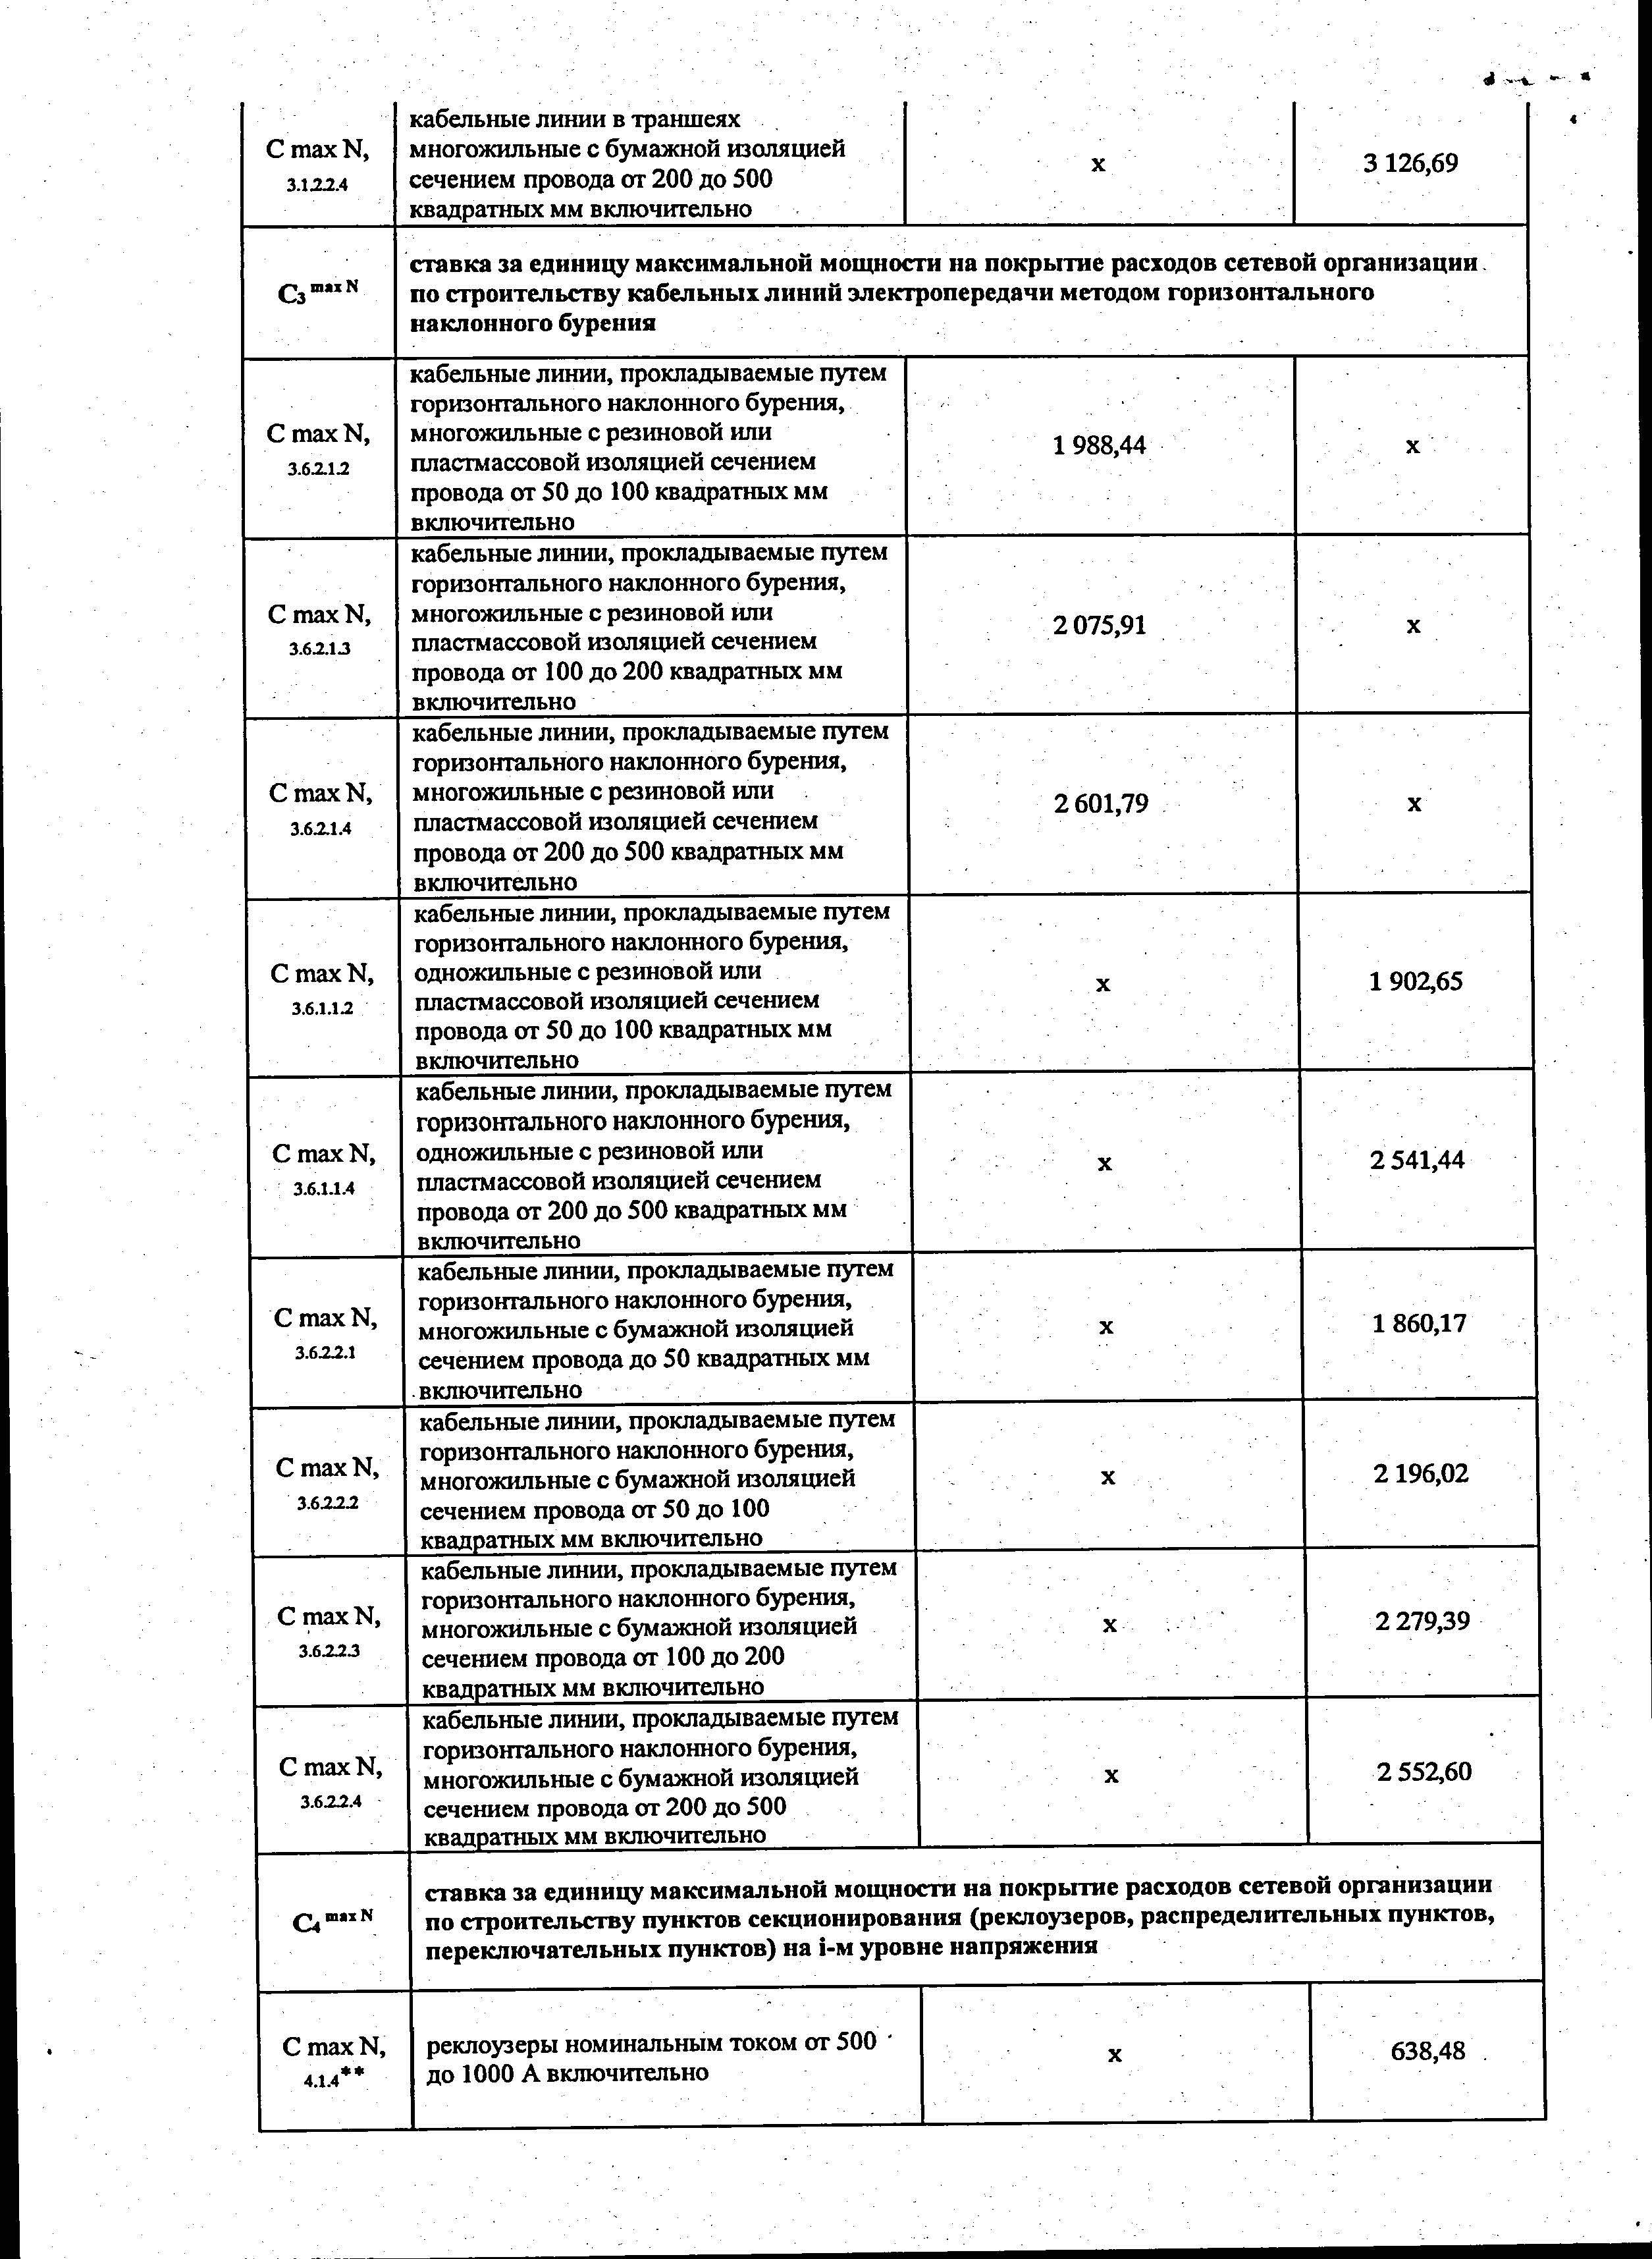 кабельные линии в траншеях
C max N, многожильные с бумажной изоляцией
3.1.2.2.4 сечением провода от 200 до 500 x 3 126,69
квадратных мм включительно
ставка за единицу максимальной мощности на покрытие расходов сетевой организации
C₃ max N по строительству кабельных линий электропередачи методом горизонтального
наклонного бурения
кабельные линии, прокладываемые путем
горизонтального наклонного бурения,
C max N, многожильные с резиновой или 1 988,44 x
3.6.2.1.2 пластмассовой изоляцией сечением
провода от 50 до 100 квадратных мм
включительно
кабельные линии, прокладываемые путем
горизонтального наклонного бурения,
C max N, многожильные с резиновой или 2 075,91 x
3.6.2.1.3 пластмассовой изоляцией сечением
провода от 100 до 200 квадратных мм
включительно
кабельные линии, прокладываемые путем
горизонтального наклонного бурения,
C max N, многожильные с резиновой или 2 601,79 x
3.6.2.1.4 пластмассовой изоляцией сечением
провода от 200 до 500 квадратных мм
включительно
кабельные линии, прокладываемые путем
горизонтального наклонного бурения,
C max N, одножильные с резиновой или x 1 902,65
3.6.1.1.2 пластмассовой изоляцией сечением
провода от 50 до 100 квадратных мм
включительно
кабельные линии, прокладываемые путем
горизонтального наклонного бурения,
C max N, одножильные с резиновой или x 2 541,44
3.6.1.1.4 пластмассовой изоляцией сечением
провода от 200 до 500 квадратных мм
включительно
кабельные линии, прокладываемые путем
горизонтального наклонного бурения,
C max N, многожильные с бумажной изоляцией x 1 860,17
3.6.2.2.1 сечением провода до 50 квадратных мм
включительно
кабельные линии, прокладываемые путем
горизонтального наклонного бурения,
C max N, многожильные с бумажной изоляцией x 2 196,02
3.6.2.2.2 сечением провода от 50 до 100
квадратных мм включительно
кабельные линии, прокладываемые путем
горизонтального наклонного бурения,
C max N, многожильные с бумажной изоляцией x 2 279,39
3.6.2.2.3 сечением провода от 100 до 200
квадратных мм включительно
кабельные линии, прокладываемые путем
горизонтального наклонного бурения,
C max N, многожильные с бумажной изоляцией x 2 552,60
3.6.2.2.4 сечением провода от 200 до 500
квадратных мм включительно
ставка за единицу максимальной мощности на покрытие расходов сетевой организации
C₄ max N по строительству пунктов секционирования (реклоузеров, распределительных пунктов,
переключательных пунктов) на i-м уровне напряжения
C max N, реклоузеры номинальным током от 500 x 638,48
4.1.4** до 1000 А включительно